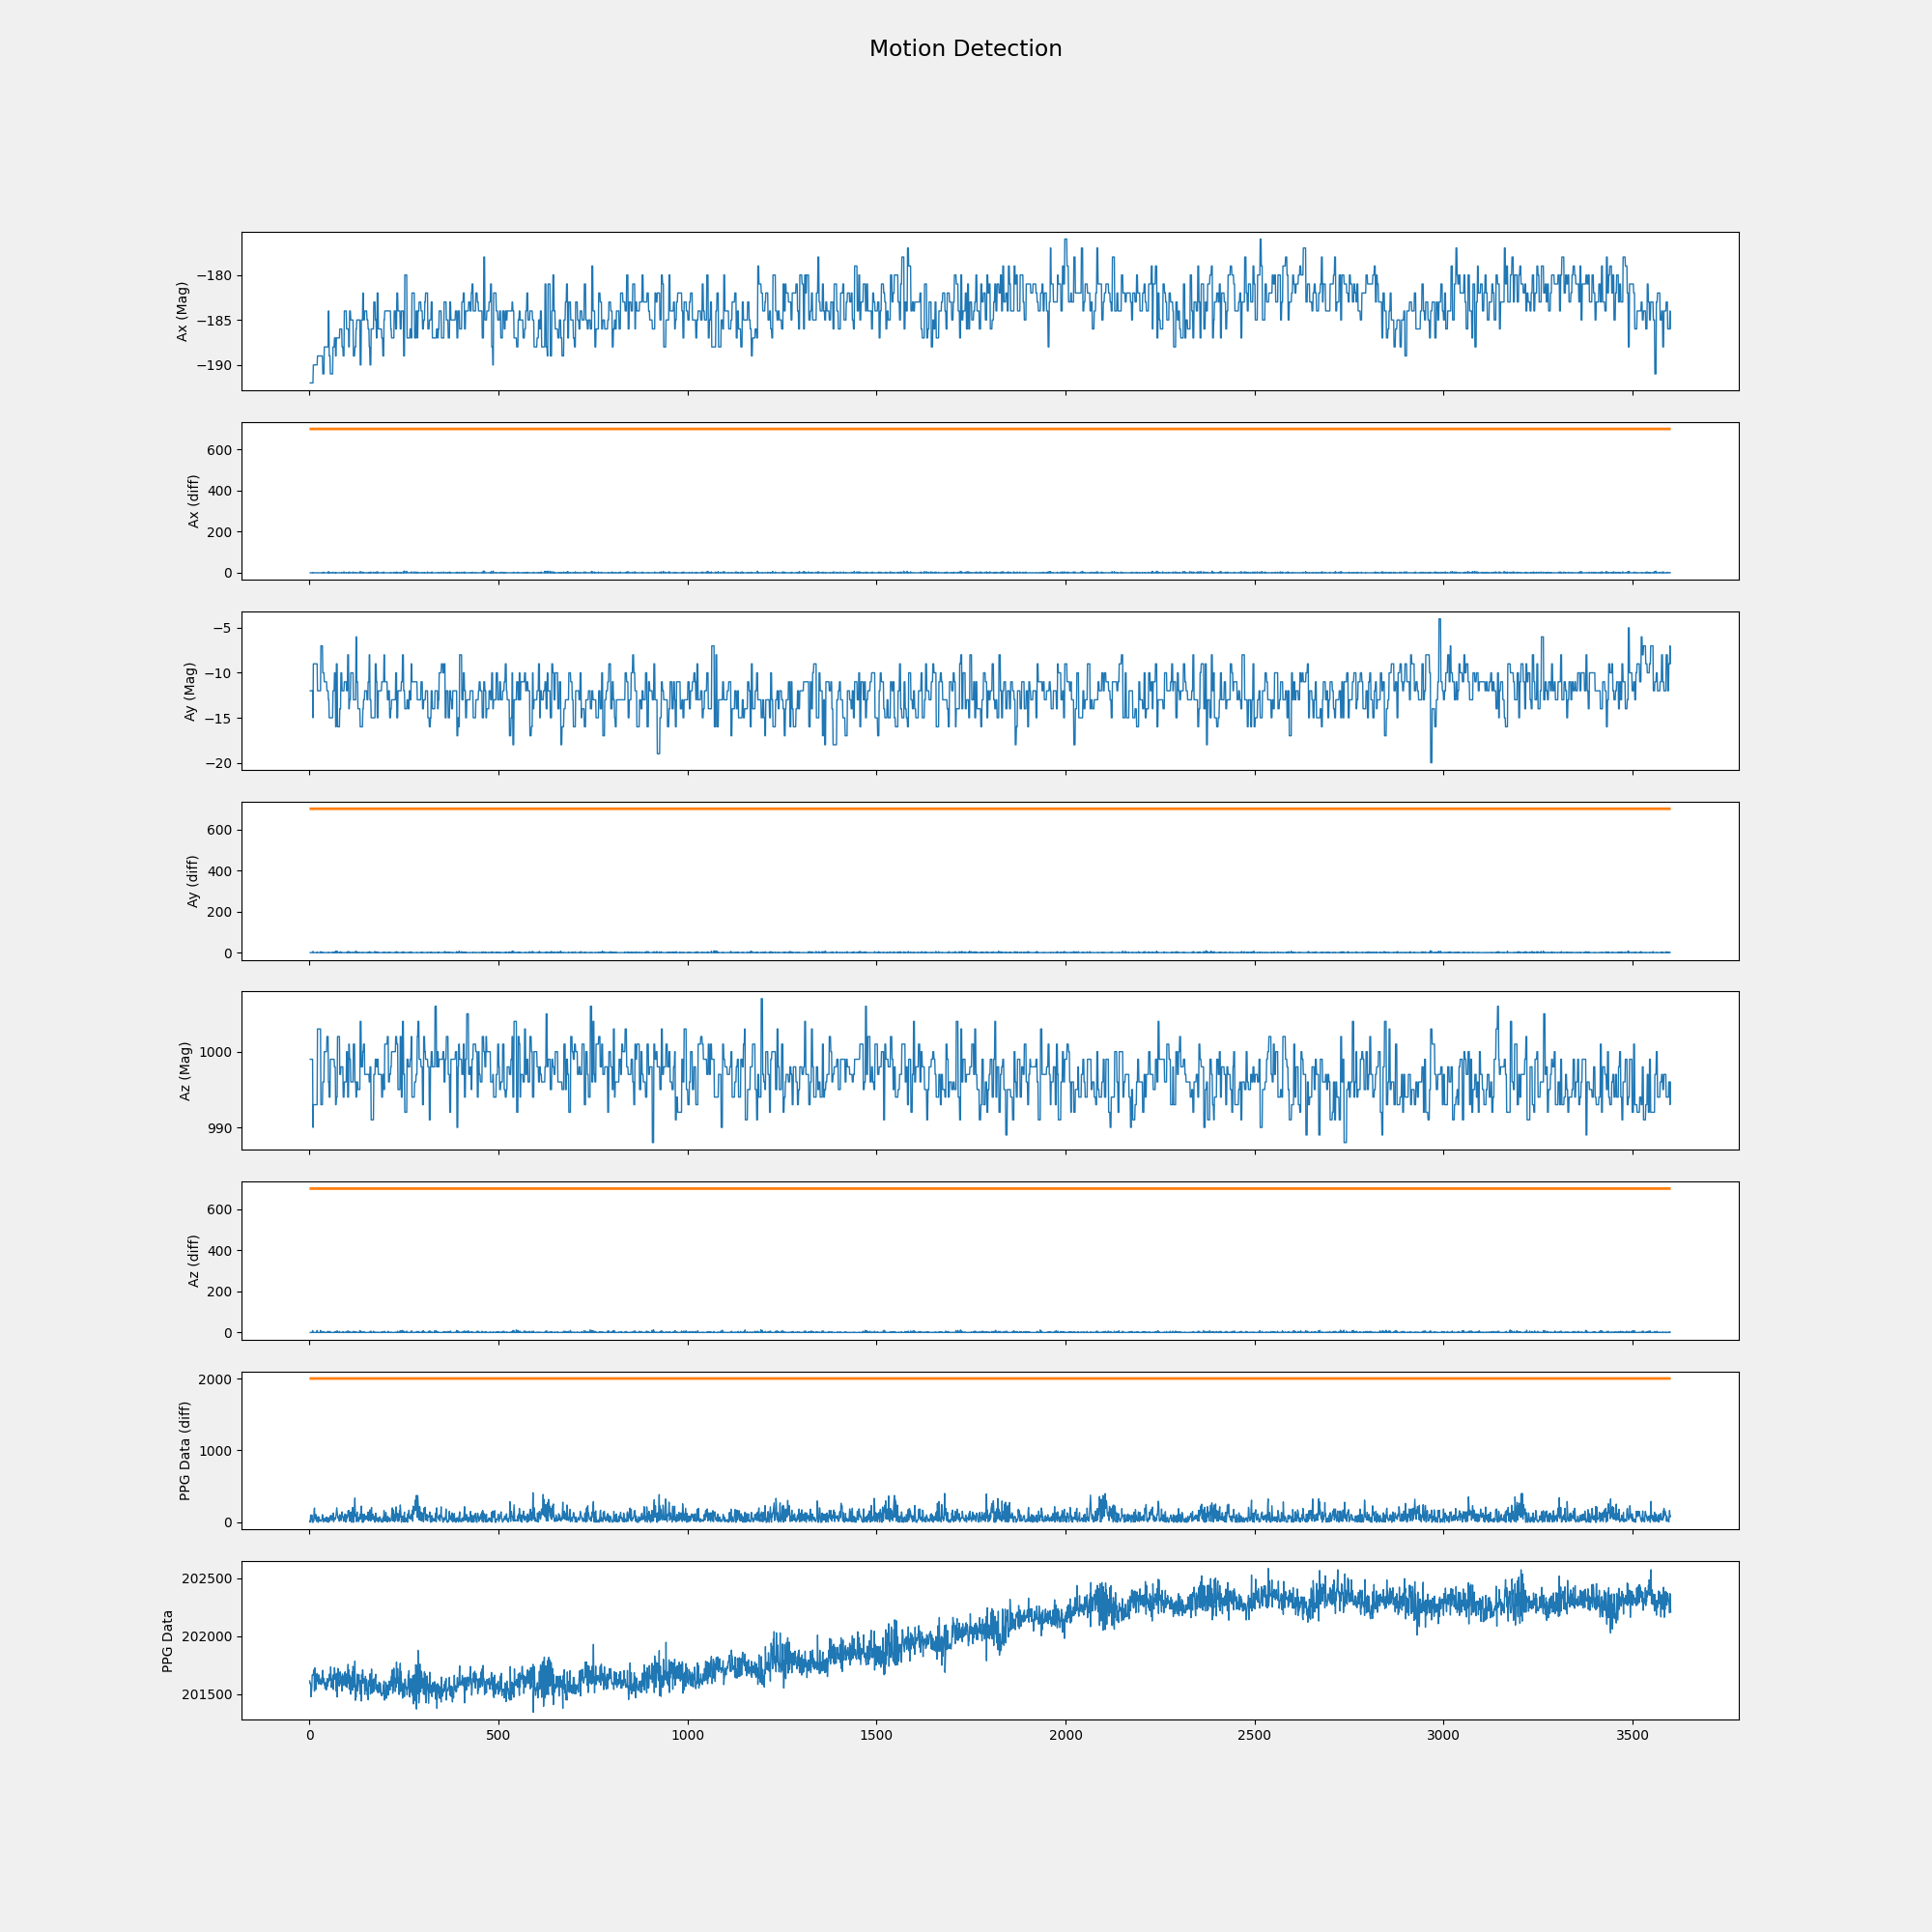 Motion Detection
Ax (Mag)
−180
−185
−190
Ax (diff)
600
400
200
0
Ay (Mag)
−5
−10
−15
−20
Ay (diff)
600
400
200
0
Az (Mag)
1000
990
Az (diff)
600
400
200
0
PPG Data (diff)
2000
1000
0
PPG Data
202500
202000
201500
0 500 1000 1500 2000 2500 3000 3500